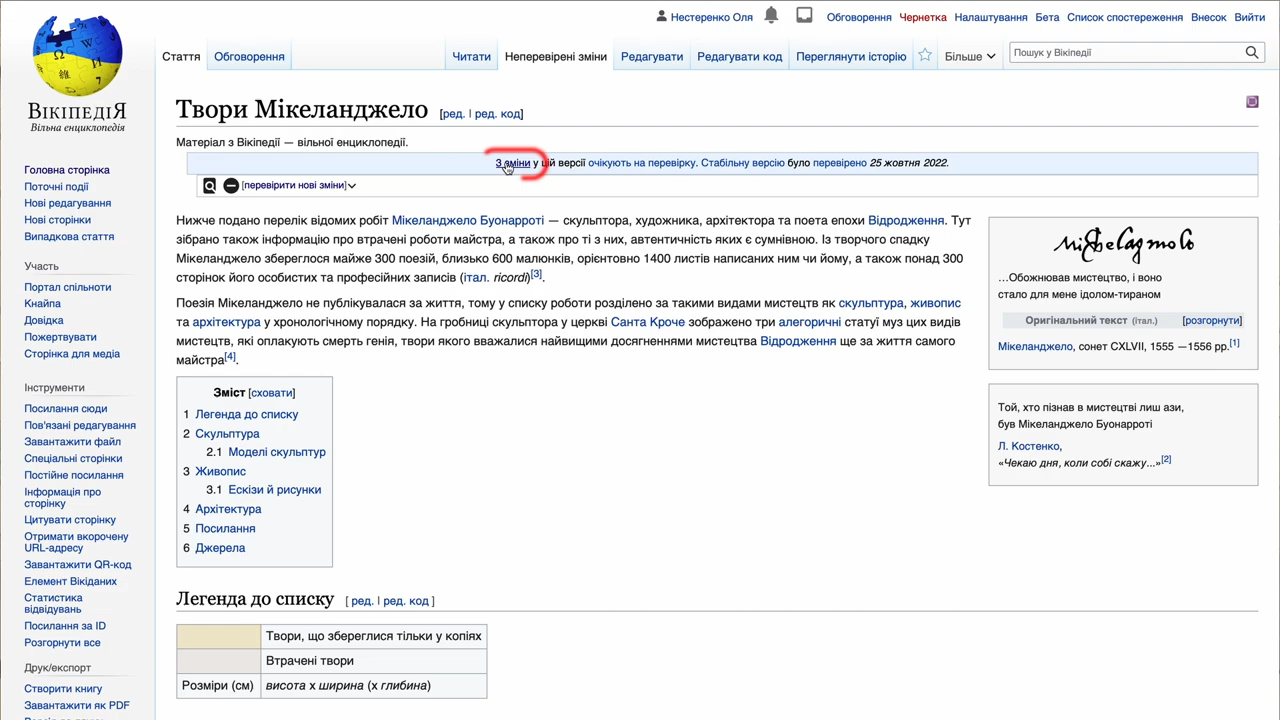 Нестеренко Оля Обговорення Чернетка Налаштування Бета Список спостереження Внесок Вийти
Стаття Обговорення Читати Неперевірені зміни Редагувати Редагувати код Переглянути історію Більше Пошук у Вікіпедії
ВІКІПЕДІЯ
Вільна енциклопедія
Головна сторінка
Поточні події
Нові редагування
Нові сторінки
Випадкова стаття
Участь
Портал спільноти
Кнайпа
Довідка
Пожертвувати
Сторінка для медіа
Інструменти
Посилання сюди
Пов'язані редагування
Завантажити файл
Спеціальні сторінки
Постійне посилання
Інформація про
сторінку
Цитувати сторінку
Отримати вкорочену
URL-адресу
Завантажити QR-код
Елемент Вікіданих
Статистика
відвідувань
Посилання за ID
Розгорнути все
Друк/експорт
Створити книгу
Завантажити як PDF
Твори Мікеланджело [ред. | ред. код]
Матеріал з Вікіпедії — вільної енциклопедії.
3 зміни у цій версії очікують на перевірку. Стабільну версію було перевірено 25 жовтня 2022.
[перевірити нові зміни]
Нижче подано перелік відомих робіт Мікеланджело Буонарроті — скульптора, художника, архітектора та поета епохи Відродження. Тут
зібрано також інформацію про втрачені роботи майстра, а також про ті з них, автентичність яких є сумнівною. Із творчого спадку
Мікеланджело збереглося майже 300 поезій, близько 600 малюнків, орієнтовно 1400 листів написаних ним чи йому, а також понад 300
сторінок його особистих та професійних записів (італ. ricordi)[3].
Поезія Мікеланджело не публікувалася за життя, тому у списку роботи розділено за такими видами мистецтв як скульптура, живопис
та архітектура у хронологічному порядку. На гробниці скульптора у церкві Санта Кроче зображено три алегоричні статуї муз цих видів
мистецтв, які оплакують смерть генія, твори якого вважалися найвищими досягненнями мистецтва Відродження ще за життя самого
майстра[4].
…Обожнював мистецтво, і воно
стало для мене ідолом-тираном
Оригінальний текст (італ.) [розгорнути]
Мікеланджело, сонет CXLVII, 1555 —1556 рр.[1]
Той, хто пізнав в мистецтві лиш ази,
був Мікеланджело Буонарроті
Л. Костенко,
«Чекаю дня, коли собі скажу...»[2]
Зміст [сховати]
1 Легенда до списку
2 Скульптура
2.1 Моделі скульптур
3 Живопис
3.1 Ескізи й рисунки
4 Архітектура
5 Посилання
6 Джерела
Легенда до списку [ ред. | ред. код ]
Твори, що збереглися тільки у копіях
Втрачені твори
Розміри (см) висота x ширина (x глибина)